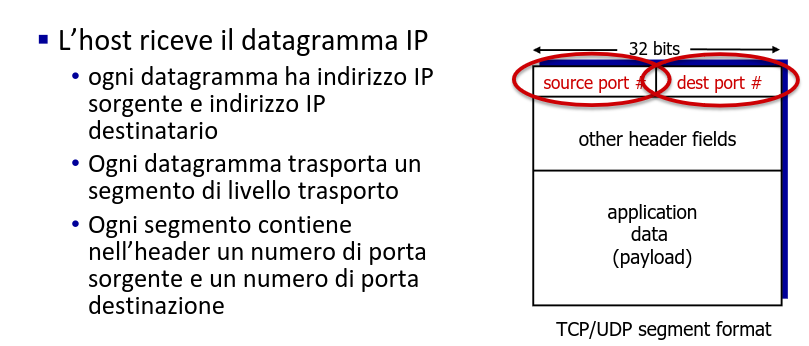 L’host riceve il datagramma IP
ogni datagramma ha indirizzo IP
sorgente e indirizzo IP
destinatario
Ogni datagramma trasporta un
segmento di livello trasporto
Ogni segmento contiene
nell’header un numero di porta
sorgente e un numero di porta
destinazione
32 bits
source port # dest port #
other header fields
application
data
(payload)
TCP/UDP segment format